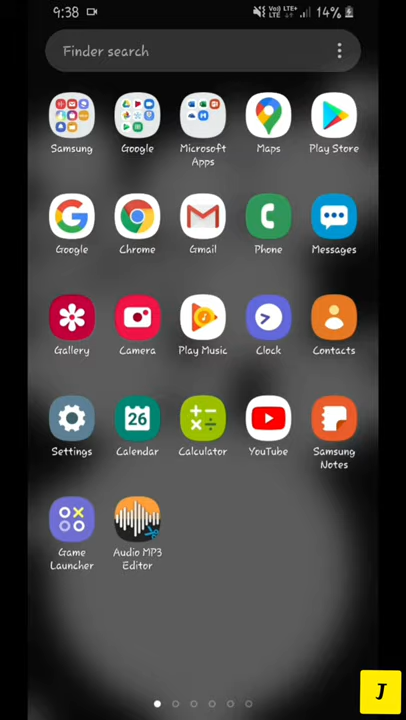 9:38 Vo) LTE+ LTE 14%
Finder search
Samsung Google Microsoft Apps Maps Play Store
Google Chrome Gmail Phone Messages
Gallery Camera Play Music Clock Contacts
26
Settings Calendar Calculator YouTube Samsung Notes
Game Launcher Audio MP3 Editor
J